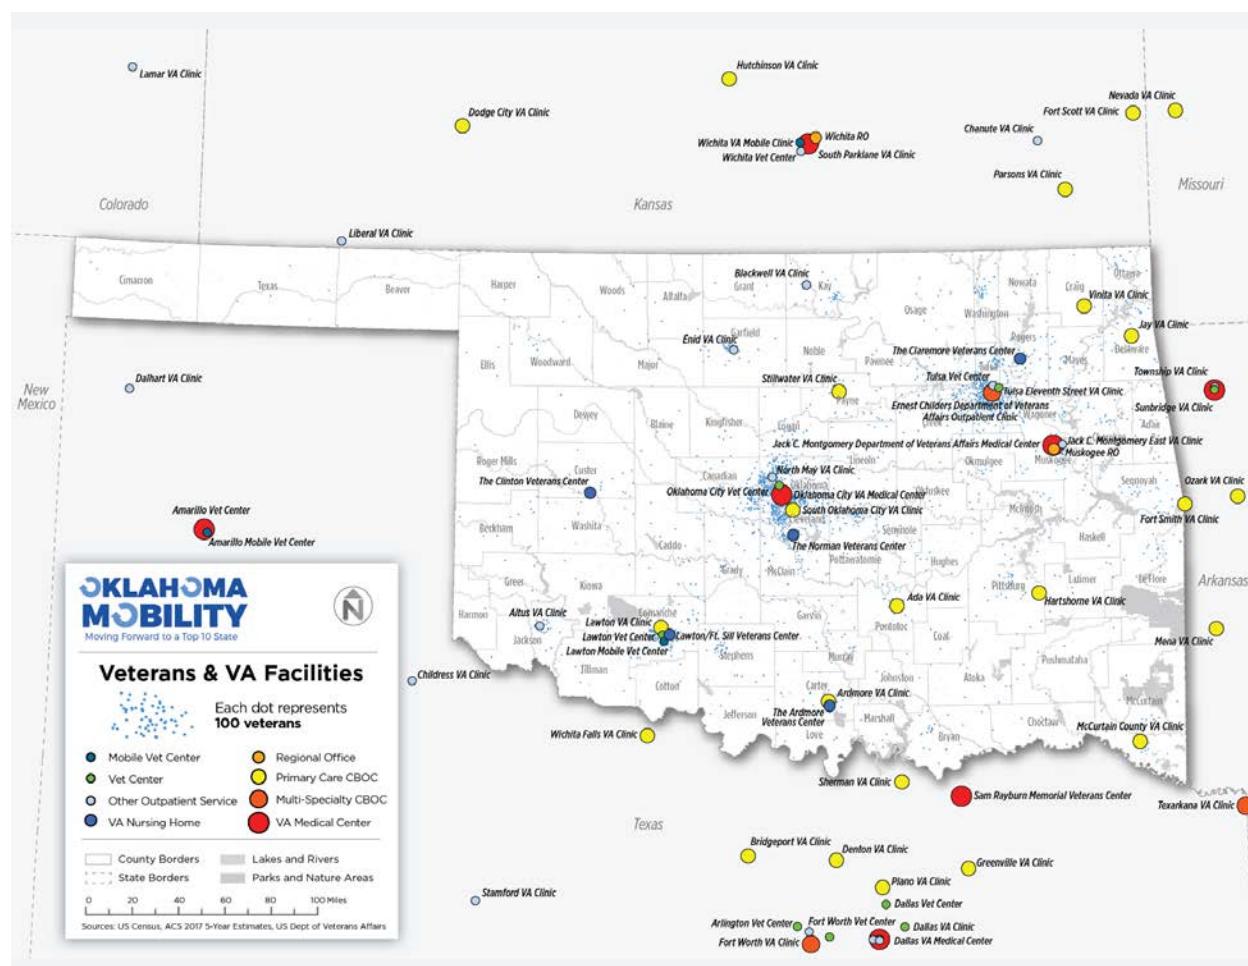 Lamar VA Clinic
Hutchinson VA Clinic
Dodge City VA Clinic
Nevada VA Clinic
Fort Scott VA Clinic
Chanute VA Clinic
Wichita VA Mobile Clinic
Wichita RO
Wichita Vet Center
South Parklane VA Clinic
Parsons VA Clinic
Missouri
Colorado
Kansas
Liberal VA Clinic
Cimarron
Texas
Beaver
Harper
Woods
Alfalfa
Blackwell VA Clinic
Grant
Kay
Osage
Washington
Nowata
Craig
Ottawa
Vinita VA Clinic
Rogers
Jay VA Clinic
Delaware
Ellis
Woodward
Major
Enid VA Clinic
Garfield
Noble
Pawnee
The Claremore Veterans Center
Mayes
Tulsa
New
Mexico
Dalhart VA Clinic
Stillwater VA Clinic
Payne
Tulsa Vet Center
Tulsa Eleventh Street VA Clinic
Ernest Childers Department of Veterans
Affairs Outpatient Clinic
Creek
Wagoner
Township VA Clinic
Sunbridge VA Clinic
Adair
Dewey
Blaine
Kingfisher
Logan
Lincoln
Jack C. Montgomery Department of Veterans Affairs Medical Center
Jack C. Montgomery East VA Clinic
Muskogee RO
Muskogee
Okmulgee
Roger Mills
Custer
The Clinton Veterans Center
Canadian
North May VA Clinic
Oklahoma City Vet Center
Oklahoma
Oklahoma City VA Medical Center
South Oklahoma City VA Clinic
Cleveland
Okfuskee
McIntosh
Sequoyah
Ozark VA Clinic
Fort Smith VA Clinic
Amarillo Vet Center
Amarillo Mobile Vet Center
Beckham
Washita
Caddo
Grady
McClain
The Norman Veterans Center
Pottawatomie
Seminole
Hughes
Haskell
Pittsburg
Latimer
LeFlore
Arkansas
Greer
Kiowa
Comanche
Harmon
Jackson
Altus VA Clinic
Lawton VA Clinic
Lawton Vet Center
Lawton/Ft. Sill Veterans Center
Lawton Mobile Vet Center
Tillman
Stephens
Garvin
Ada VA Clinic
Pontotoc
Coal
Hartshorne VA Clinic
Mena VA Clinic
Childress VA Clinic
Cotton
Murray
Johnston
Atoka
Pushmataha
McCurtain
Carter
Ardmore VA Clinic
The Ardmore
Veterans Center
Jefferson
Love
Marshall
Bryan
Choctaw
McCurtain County VA Clinic
Wichita Falls VA Clinic
Sherman VA Clinic
Sam Rayburn Memorial Veterans Center
Texarkana VA Clinic
Texas
Bridgeport VA Clinic
Denton VA Clinic
Greenville VA Clinic
Plano VA Clinic
Dallas Vet Center
Stamford VA Clinic
Arlington Vet Center
Fort Worth Vet Center
Dallas VA Clinic
Fort Worth VA Clinic
Dallas VA Medical Center
OKLAHOMA
MOBILITY
Moving Forward to a Top 10 State
N
Veterans & VA Facilities
Each dot represents
100 veterans
Mobile Vet Center
Vet Center
Other Outpatient Service
VA Nursing Home
Regional Office
Primary Care CBOC
Multi-Specialty CBOC
VA Medical Center
County Borders
State Borders
Lakes and Rivers
Parks and Nature Areas
0 20 40 60 80 100 Miles
Sources: US Census, ACS 2017 5-Year Estimates, US Dept of Veterans Affairs